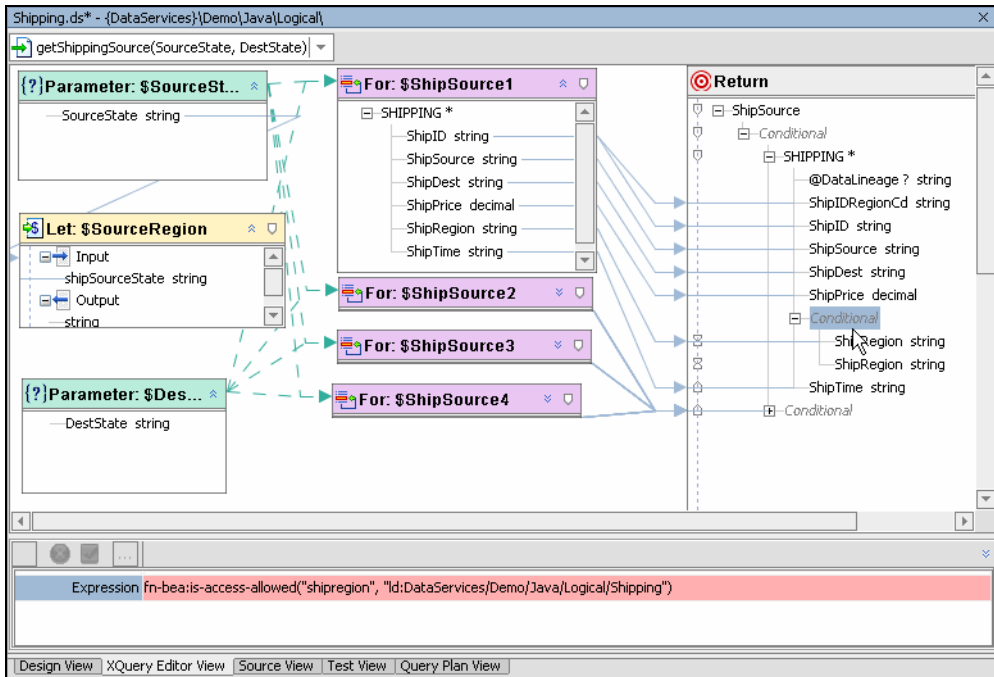 Shipping.ds* - {DataServices}\Demo\Java\Logical\
getShippingSource(SourceState, DestState)
{?}Parameter: $SourceSt...
SourceState string
Let: $SourceRegion
Input
shipSourceState string
Output
string
{?}Parameter: $Des...
DestState string
For: $ShipSource1
SHIPPING *
ShipID string
ShipSource string
ShipDest string
ShipPrice decimal
ShipRegion string
ShipTime string
For: $ShipSource2
For: $ShipSource3
For: $ShipSource4
Return
ShipSource
Conditional
SHIPPING *
@DataLineage ? string
ShipIDRegionCd string
ShipID string
ShipSource string
ShipDest string
ShipPrice decimal
Conditional
ShipRegion string
ShipRegion string
ShipTime string
Conditional
...
Expression fn-bea:is-access-allowed("shipregion", "ld:DataServices/Demo/Java/Logical/Shipping")
Design View XQuery Editor View Source View Test View Query Plan View